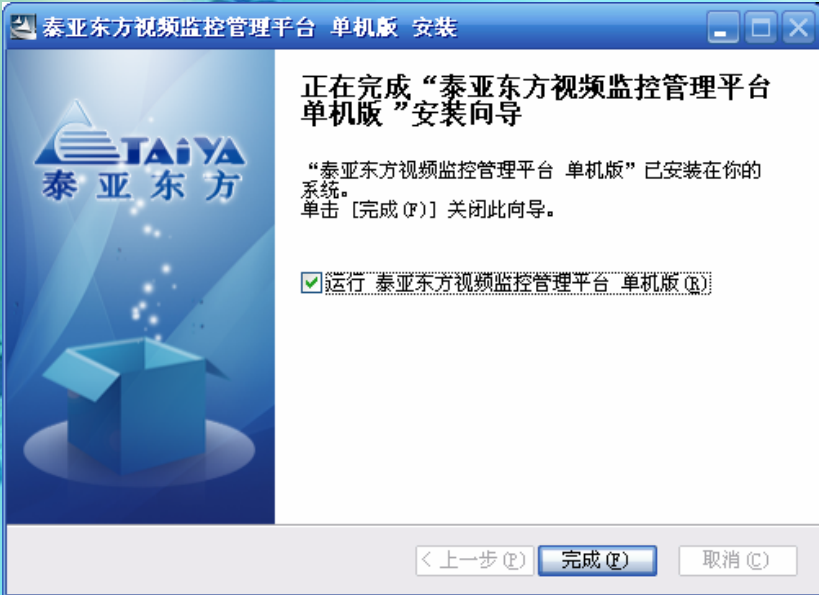 泰亚东方视频监控管理平台 单机版 安装
TAiYA
泰亚东方
正在完成“泰亚东方视频监控管理平台
单机版 ”安装向导
“泰亚东方视频监控管理平台 单机版”已安装在你的
系统。
单击 [完成(F)] 关闭此向导。
运行 泰亚东方视频监控管理平台 单机版(R)
< 上一步(P)
完成(F)
取消(C)